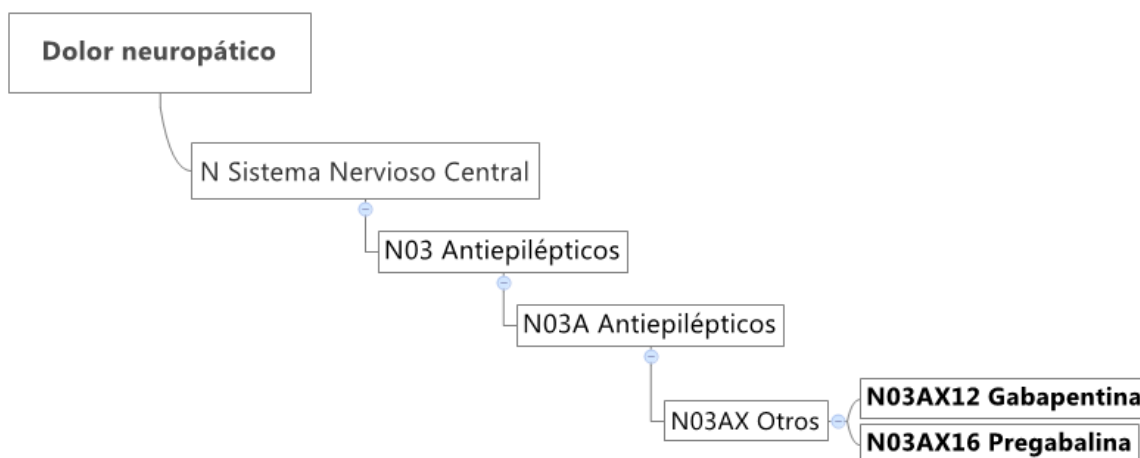 Dolor neuropático
N Sistema Nervioso Central
N03 Antiepilépticos
N03A Antiepilépticos
N03AX Otros
N03AX12 Gabapentina
N03AX16 Pregabalina